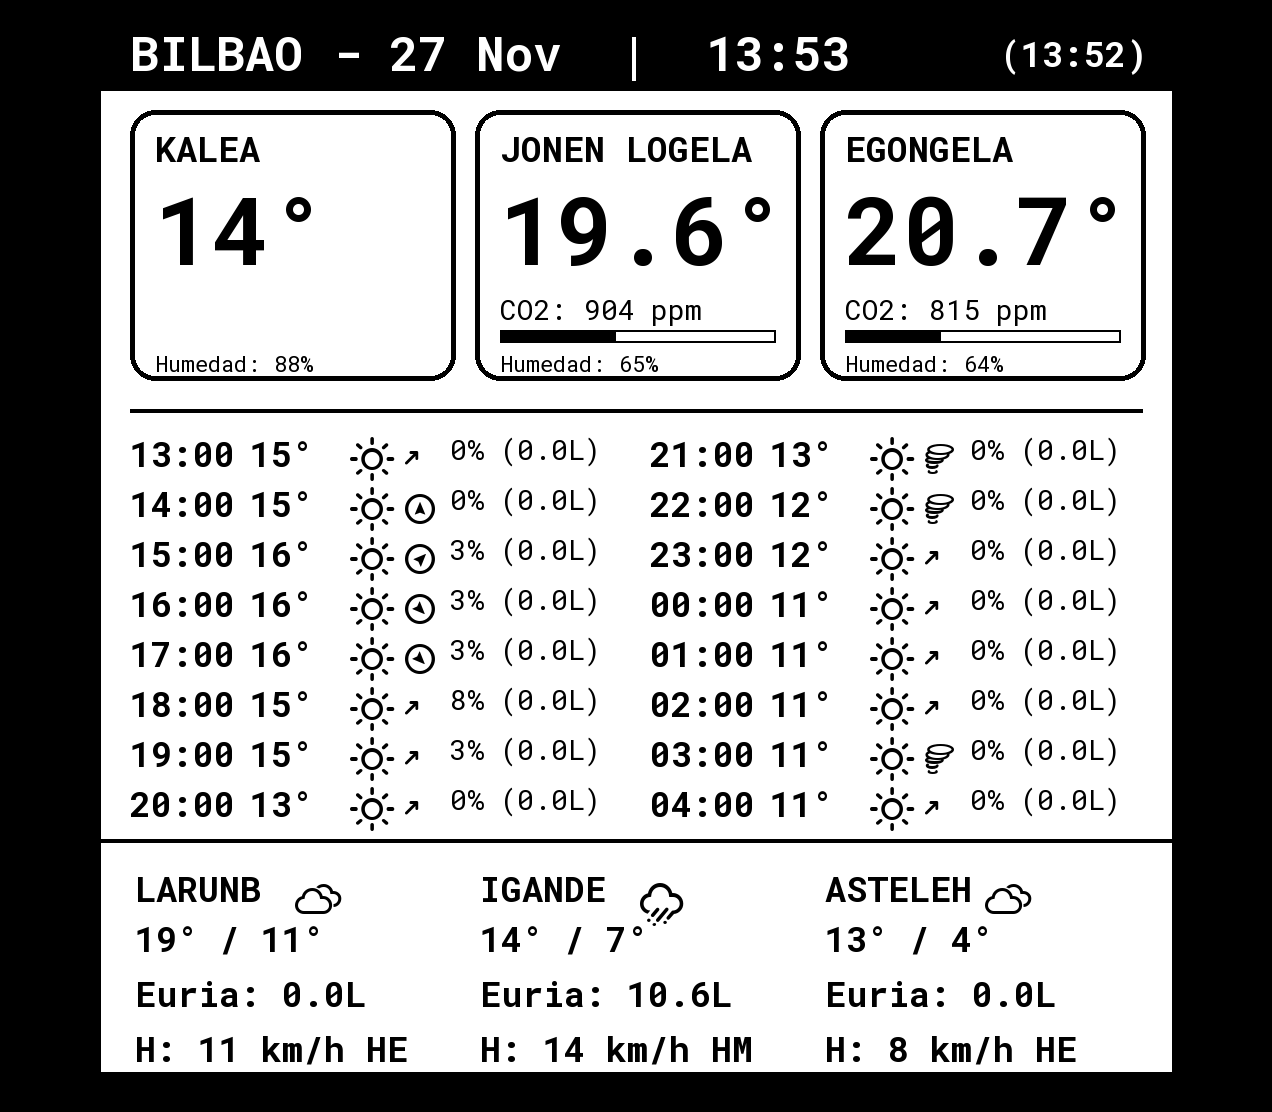 BILBAO - 27 Nov | 13:53 (13:52)
KALEA
14°
Humedad: 88%
JONEN LOGELA
19.6°
CO2: 904 ppm
Humedad: 65%
EGONGELA
20.7°
CO2: 815 ppm
Humedad: 64%
13:00 15° 0% (0.0L)
14:00 15° 0% (0.0L)
15:00 16° 3% (0.0L)
16:00 16° 3% (0.0L)
17:00 16° 3% (0.0L)
18:00 15° 8% (0.0L)
19:00 15° 3% (0.0L)
20:00 13° 0% (0.0L)
21:00 13° 0% (0.0L)
22:00 12° 0% (0.0L)
23:00 12° 0% (0.0L)
00:00 11° 0% (0.0L)
01:00 11° 0% (0.0L)
02:00 11° 0% (0.0L)
03:00 11° 0% (0.0L)
04:00 11° 0% (0.0L)
LARUNB
19° / 11°
Euria: 0.0L
H: 11 km/h HE
IGANDE
14° / 7°
Euria: 10.6L
H: 14 km/h HM
ASTELEH
13° / 4°
Euria: 0.0L
H: 8 km/h HE